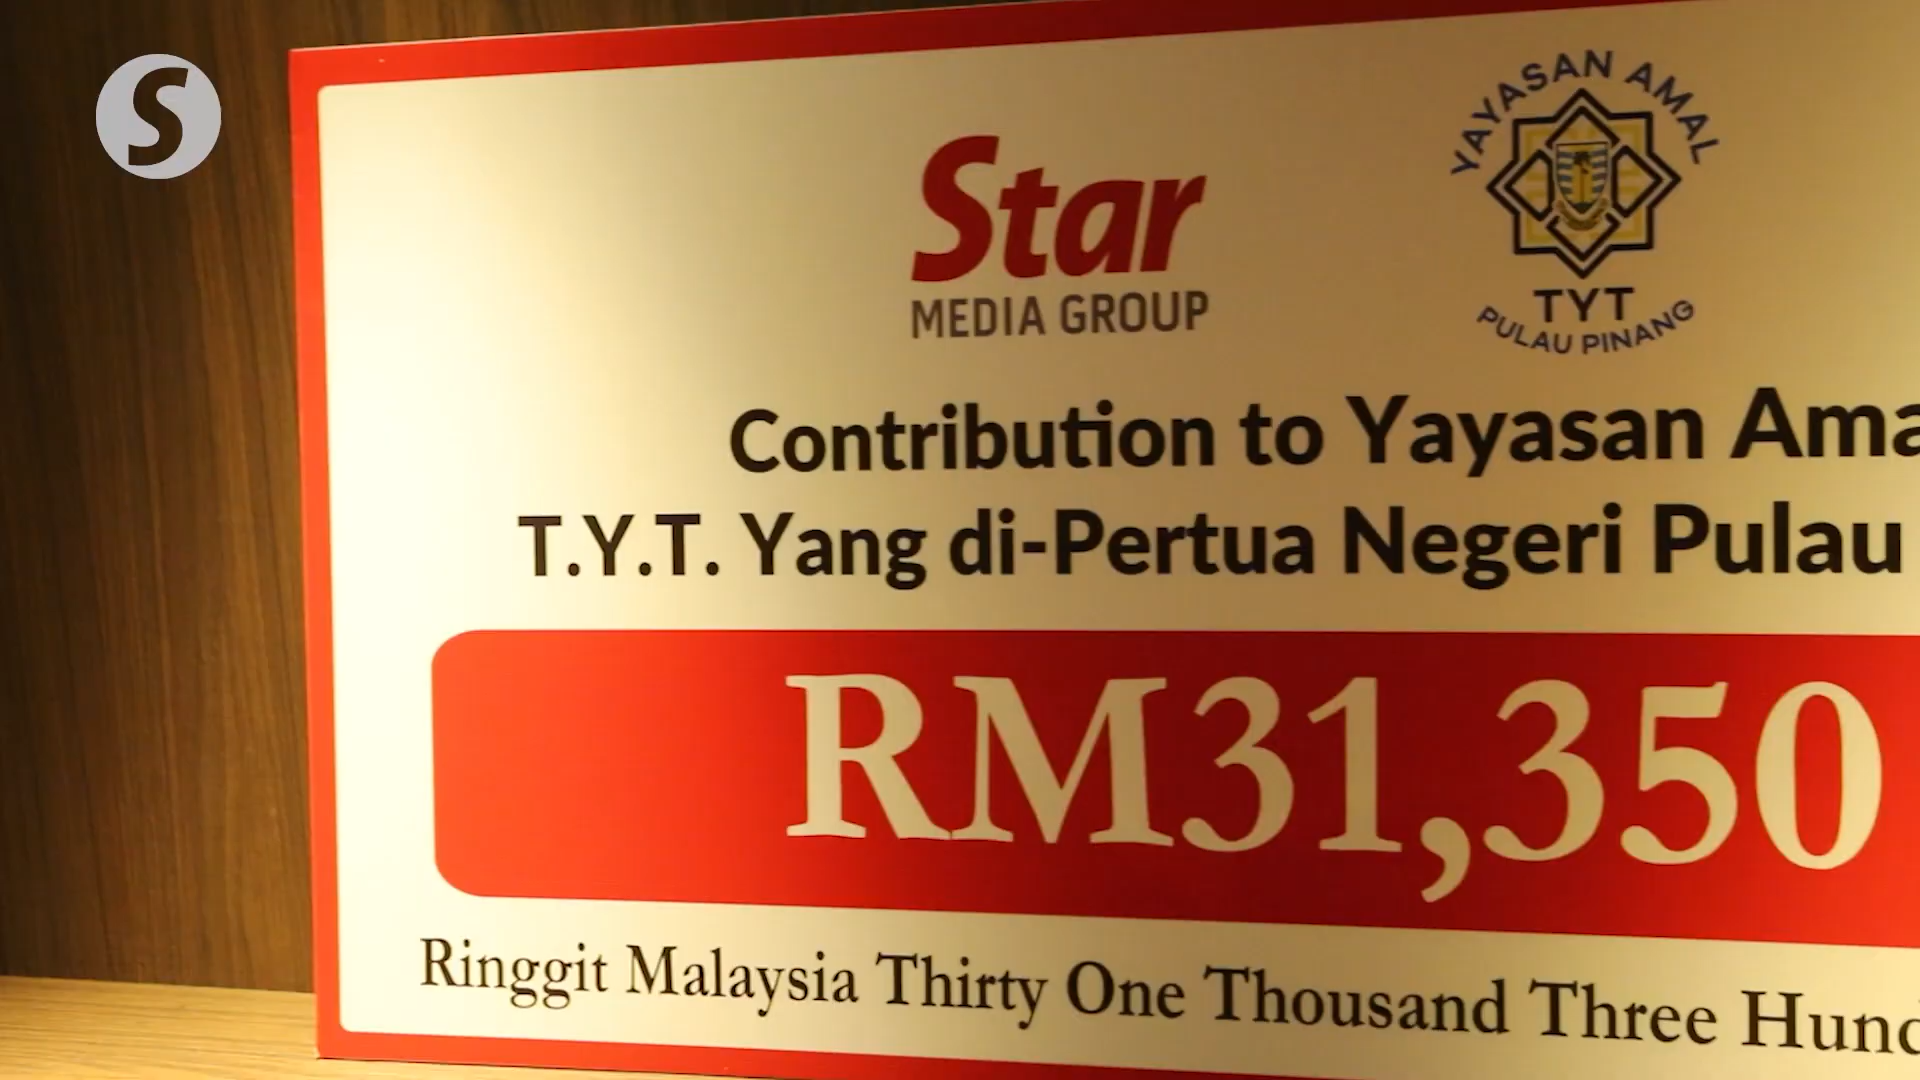 S
Star
MEDIA GROUP
YAYASAN AMAL
TYT
PULAU PINANG
Contribution to Yayasan Ama
T.Y.T. Yang di-Pertua Negeri Pulau
RM31,350
Ringgit Malaysia Thirty One Thousand Three Hund